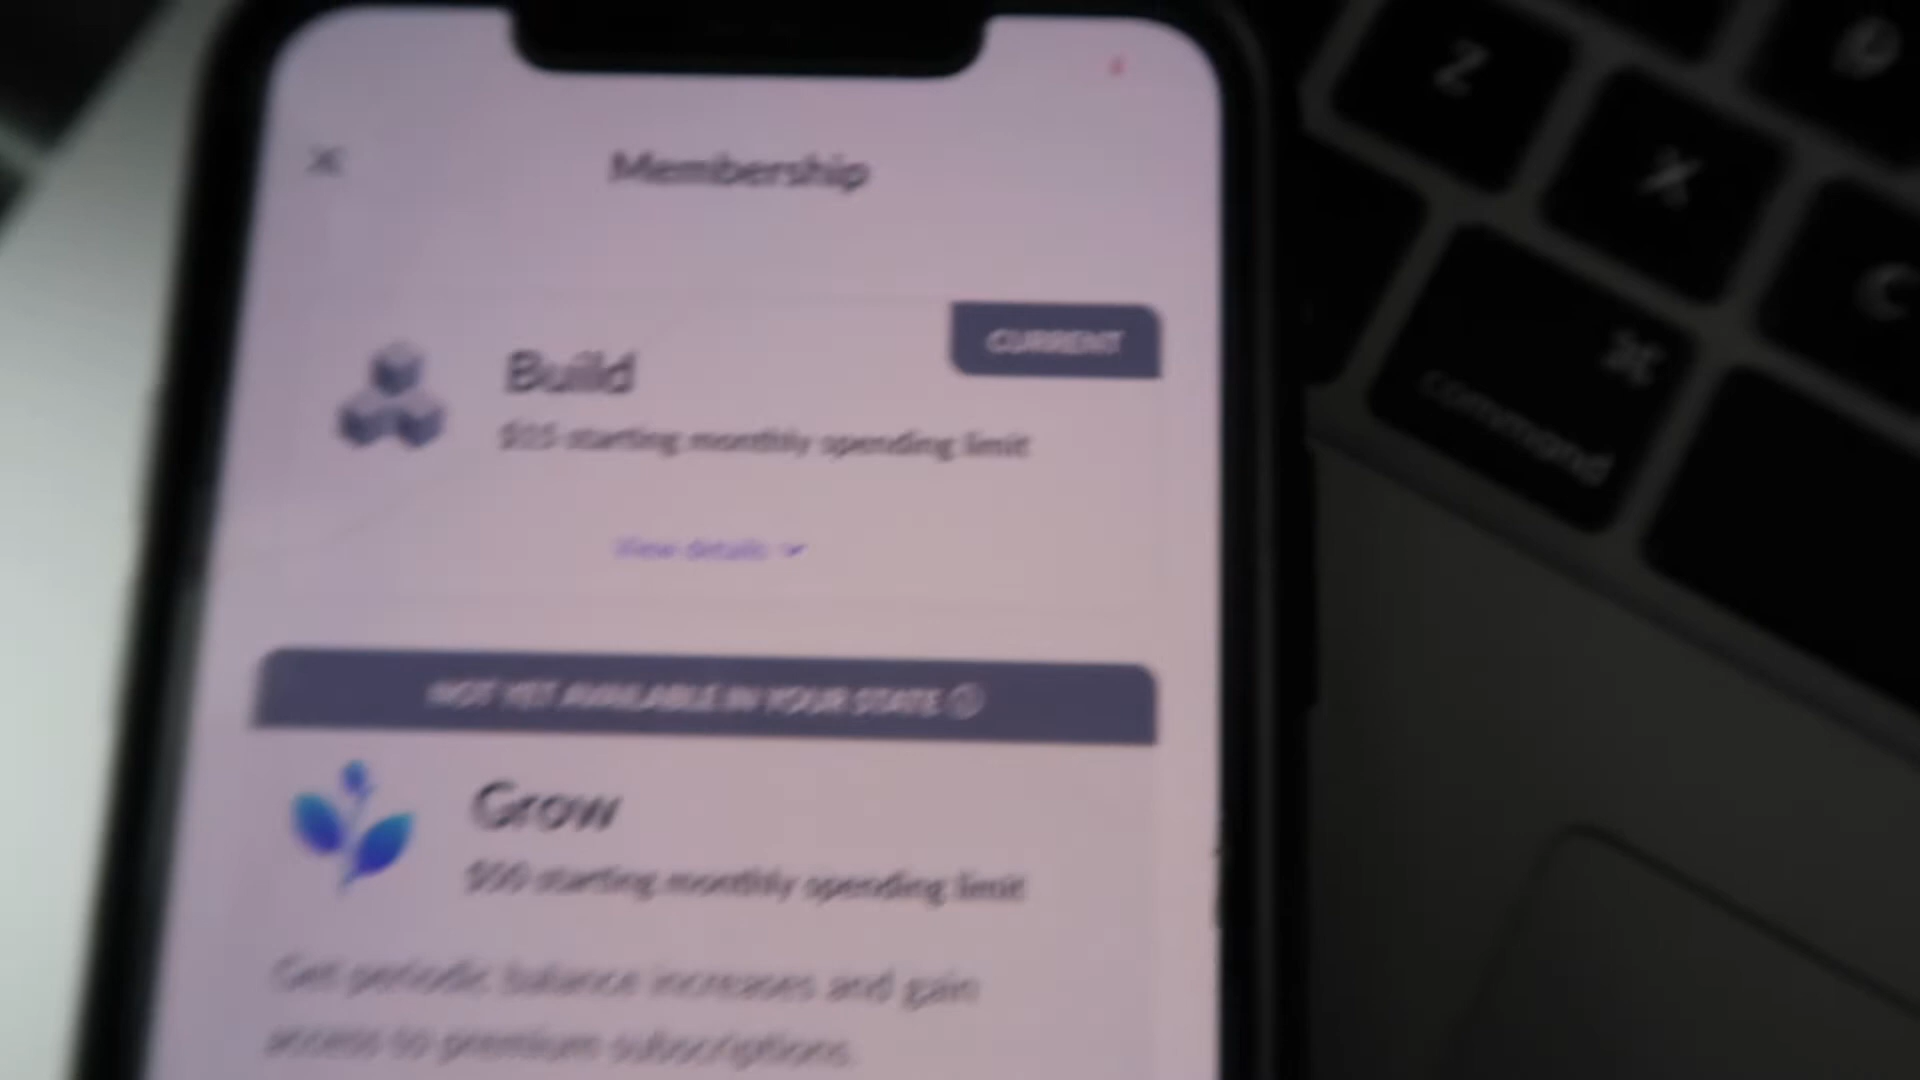 Membership
CURRENT
Build
$15 starting monthly spending limit
View details
NOT YET AVAILABLE IN YOUR STATE
Grow
$50 starting monthly spending limit
Get periodic balance increases and gain
access to premium subscriptions.
Z
X
C
⌘
command